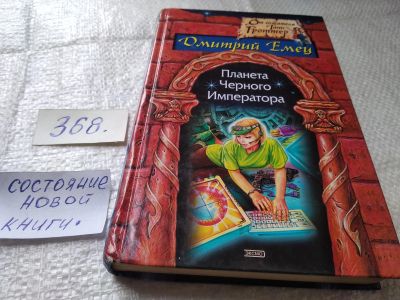 От создателя
Тани
Гроттер
Дмитрий Емец
Планета
Черного
Императора
368.
СОСТОЯНИЕ
НОВОЙ
КНИГИ.
ЭКСМО